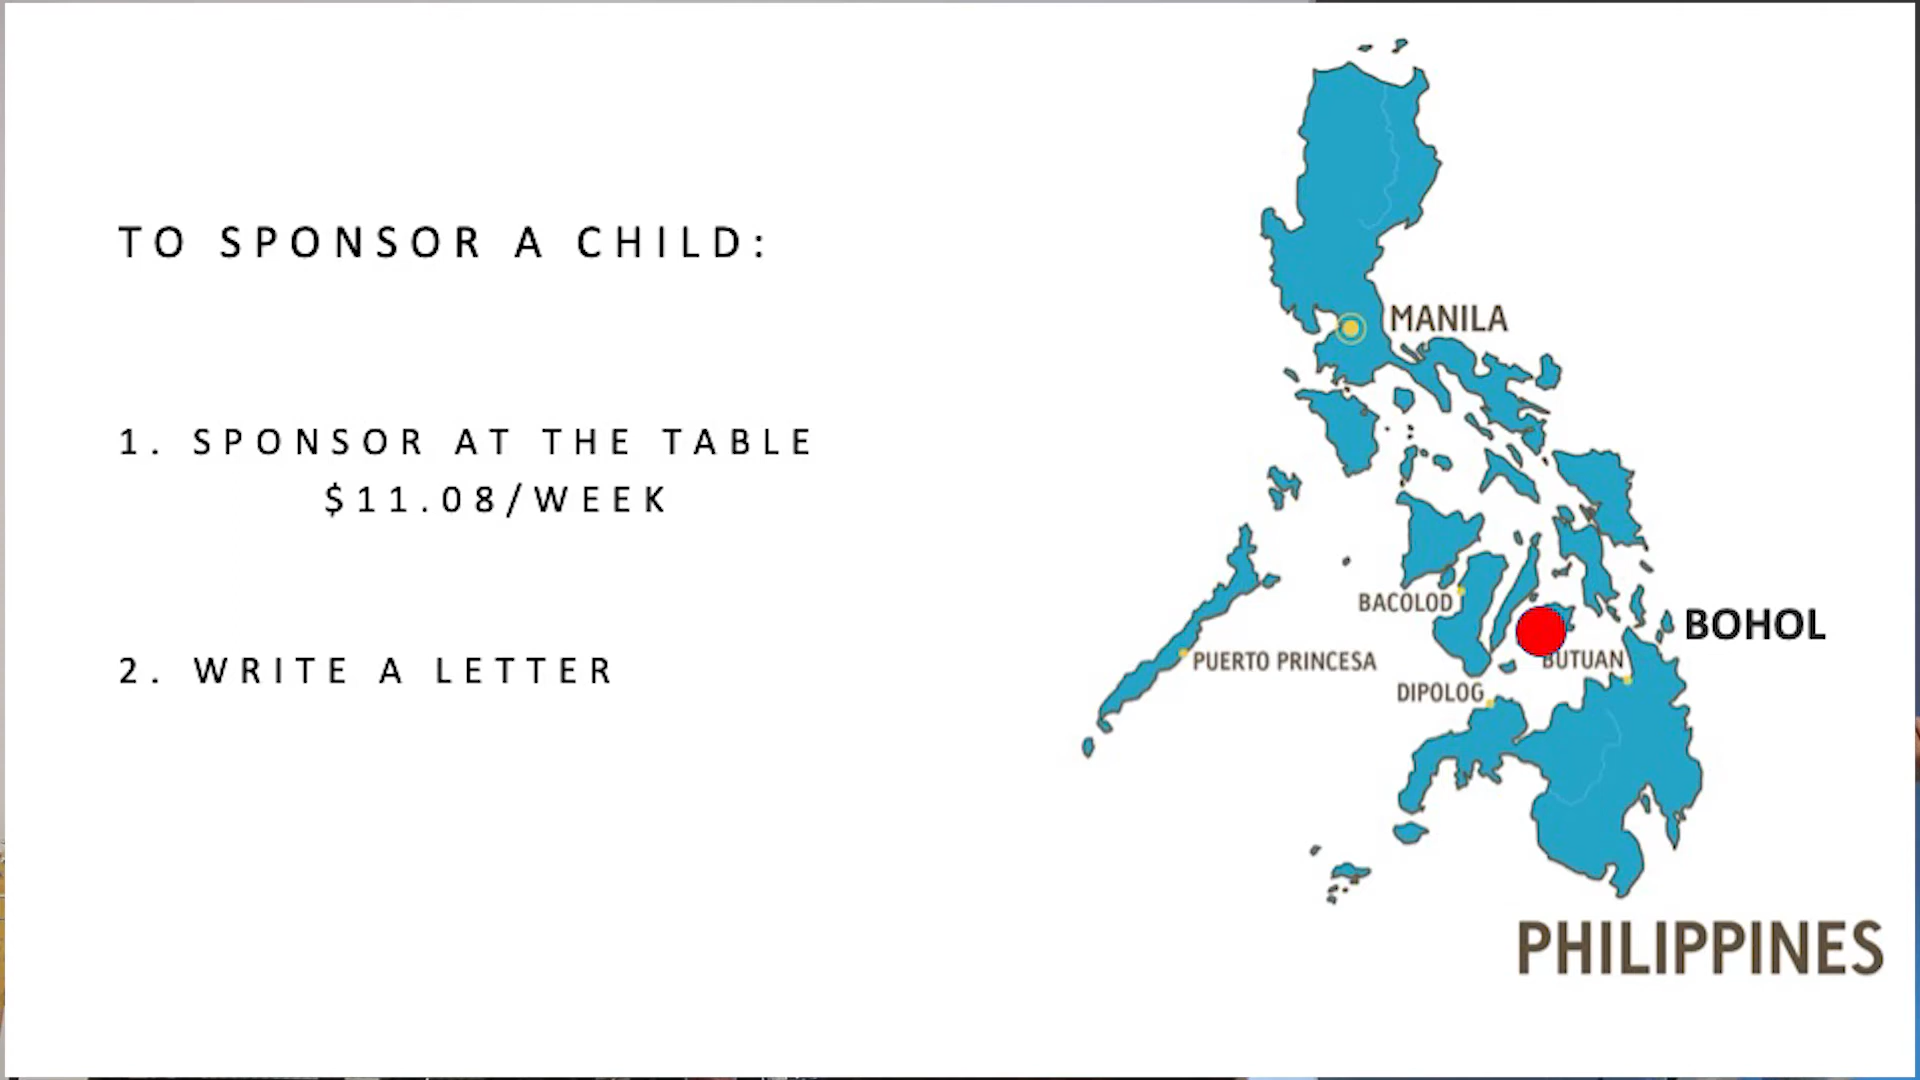 TO SPONSOR A CHILD:
1. SPONSOR AT THE TABLE
$11.08/WEEK
2. WRITE A LETTER
MANILA
BACOLOD
BOHOL
PUERTO PRINCESA
BUTUAN
DIPOLOG
PHILIPPINES